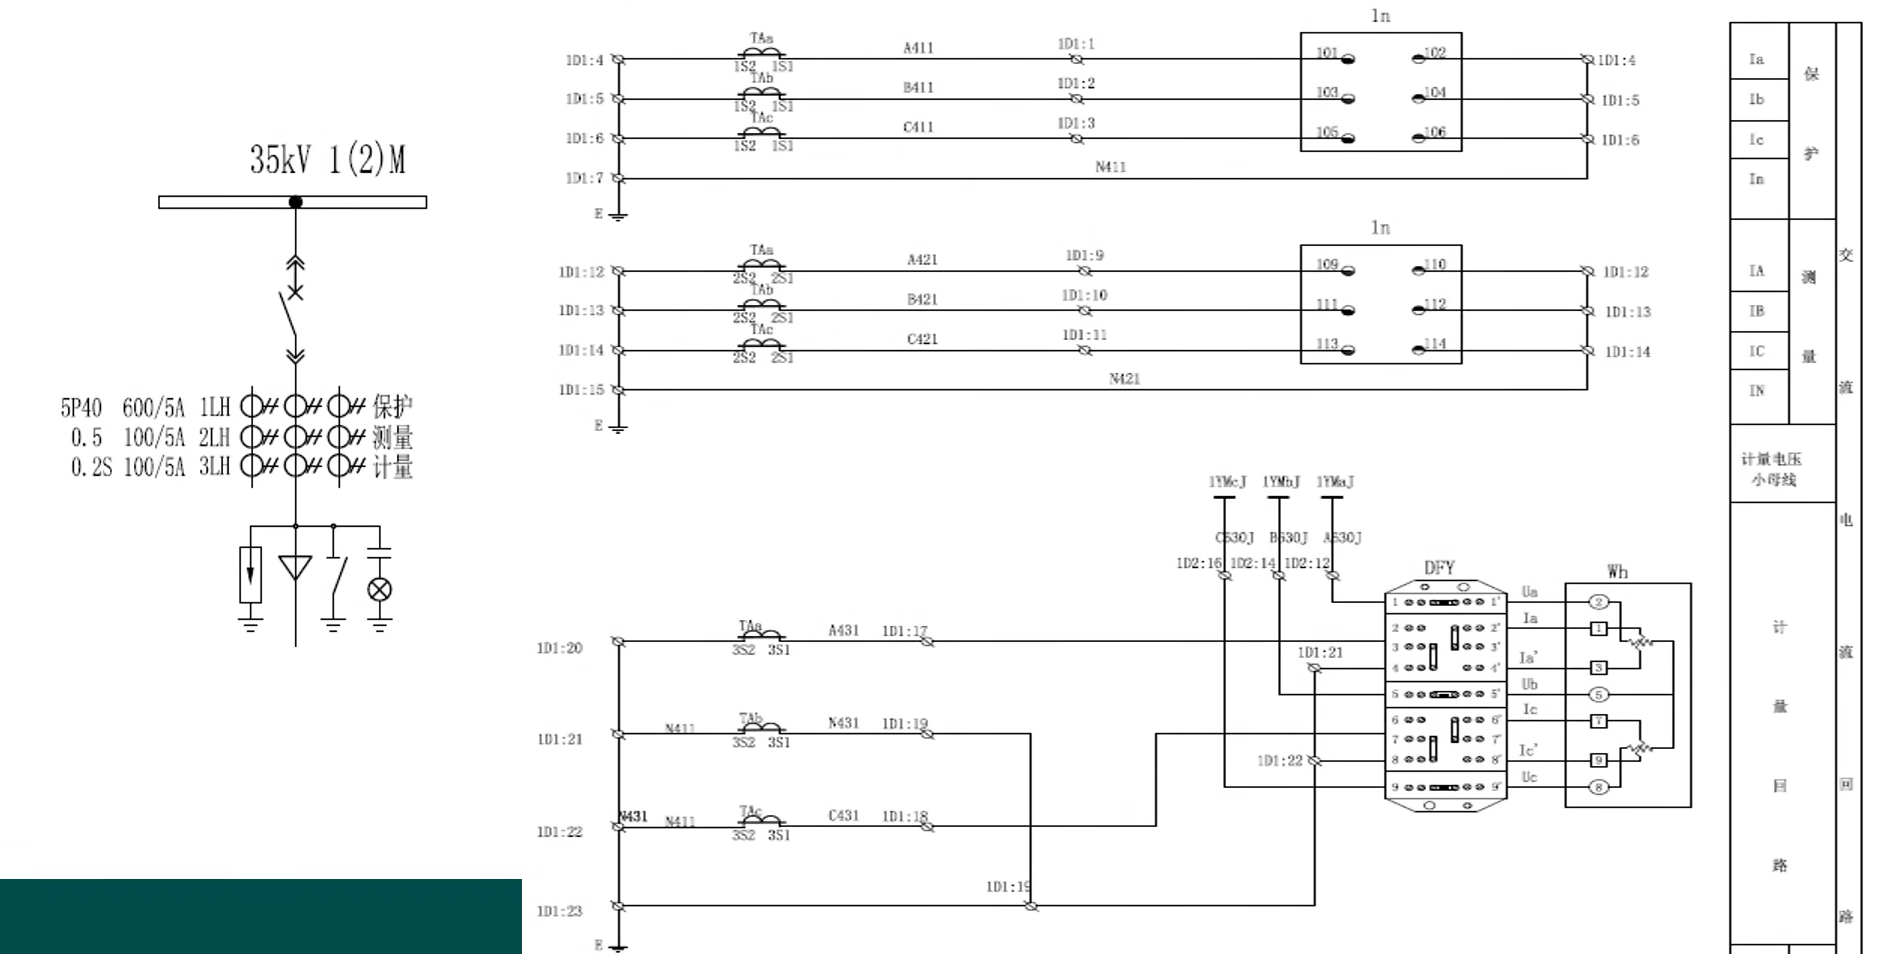 35kV 1(2)M
5P40 600/5A 1LH 保护
0.5 100/5A 2LH 测量
0.2S 100/5A 3LH 计量
1n
1D1:4 TAa 1S2 1S1 A411 1D1:1 101 102 1D1:4
1D1:5 TAb 1S2 1S1 B411 1D1:2 103 104 1D1:5
1D1:6 TAc 1S2 1S1 C411 1D1:3 105 106 1D1:6
1D1:7 N411
E
1n
1D1:12 TAa 2S2 2S1 A421 1D1:9 109 110 1D1:12
1D1:13 TAb 2S2 2S1 B421 1D1:10 111 112 1D1:13
1D1:14 TAc 2S2 2S1 C421 1D1:11 113 114 1D1:14
1D1:15 N421
E
1YMcJ 1YMbJ 1YMaJ
C630J B630J A630J
1D2:16 1D2:14 1D2:12
DFY Wh
1 1' Ua 2
2 2' Ia 1
3 3'
4 4' Ia' 3
5 5' Ub 5
6 6' Ic 7
7 7'
8 8' Ic' 9
9 9' Uc 8
1D1:20 TAa 3S2 3S1 A431 1D1:17
1D1:21
1D1:21 N411 TAb 3S2 3S1 N431 1D1:19
1D1:22
1D1:22 N431 N411 TAc 3S2 3S1 C431 1D1:18
1D1:23 1D1:19
E
Ia
Ib
Ic
In
保护
IA
IB
IC
IN
测量
计量电压
小母线
计量回路
交流电流回路